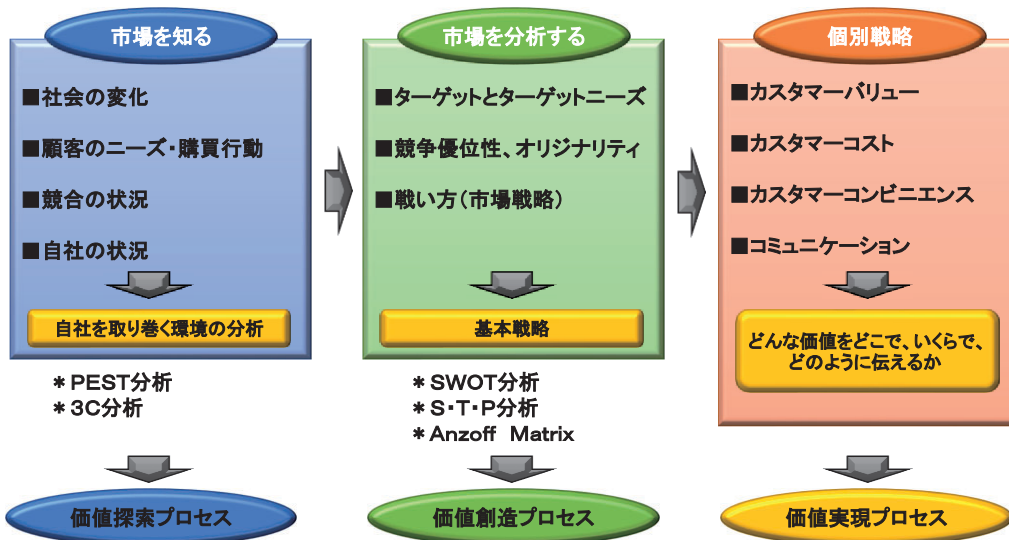 市場を知る
■社会の変化
■顧客のニーズ・購買行動
■競合の状況
■自社の状況
自社を取り巻く環境の分析
＊PEST分析
＊3C分析
価値探索プロセス
市場を分析する
■ターゲットとターゲットニーズ
■競争優位性、オリジナリティ
■戦い方（市場戦略）
基本戦略
＊SWOT分析
＊S・T・P分析
＊Anzoff Matrix
価値創造プロセス
個別戦略
■カスタマーバリュー
■カスタマーコスト
■カスタマーコンビニエンス
■コミュニケーション
どんな価値をどこで、いくらで、
どのように伝えるか
価値実現プロセス